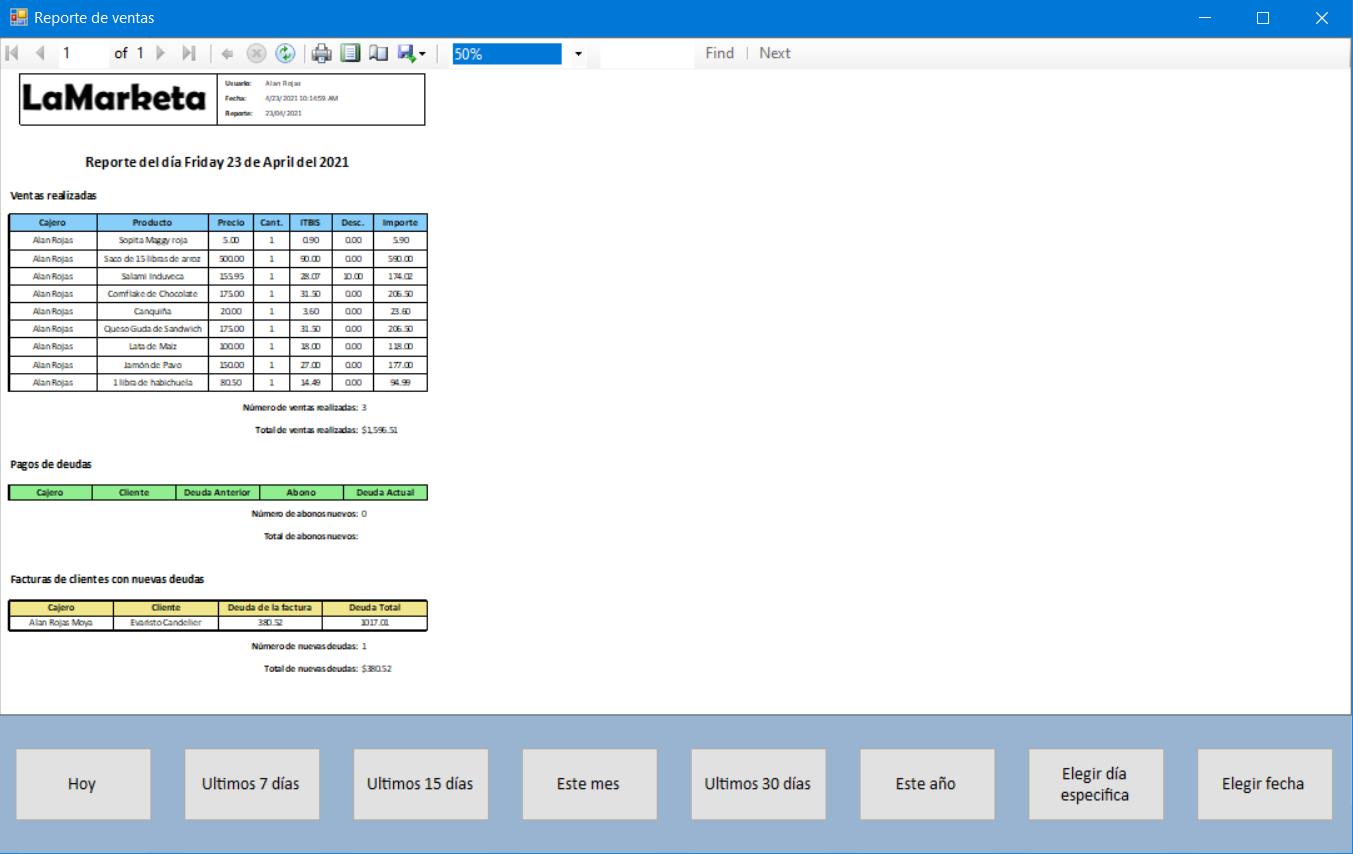 Reporte de ventas
1 of 1 50% Find Next
LaMarketa
Usuario: Alan Rojas
Fecha: 4/23/2021 10:14:59 AM
Reporte: 23/04/2021
Reporte del día Friday 23 de April del 2021
Ventas realizadas
Cajero Producto Precio Cant. ITBIS Desc. Importe
Alan Rojas Sopita Maggy roja 5.00 1 0.90 0.00 5.90
Alan Rojas Saco de 15 libras de arroz 500.00 1 90.00 0.00 590.00
Alan Rojas Salami Induveca 155.95 1 28.07 10.00 174.02
Alan Rojas Cornflake de Chocolate 175.00 1 31.50 0.00 206.50
Alan Rojas Canquiña 20.00 1 3.60 0.00 23.60
Alan Rojas Queso Guda de Sandwich 175.00 1 31.50 0.00 206.50
Alan Rojas Lata de Maiz 100.00 1 18.00 0.00 118.00
Alan Rojas Jamón de Pavo 150.00 1 27.00 0.00 177.00
Alan Rojas 1 libra de habichuela 80.50 1 14.49 0.00 94.99
Número de ventas realizadas: 3
Total de ventas realizadas: $1,596.51
Pagos de deudas
Cajero Cliente Deuda Anterior Abono Deuda Actual
Número de abonos nuevos: 0
Total de abonos nuevos:
Facturas de clientes con nuevas deudas
Cajero Cliente Deuda de la factura Deuda Total
Alan Rojas Moya Evaristo Candelier 380.52 1017.01
Número de nuevas deudas: 1
Total de nuevas deudas: $380.52
Hoy
Ultimos 7 días
Ultimos 15 días
Este mes
Ultimos 30 días
Este año
Elegir día
especifica
Elegir fecha